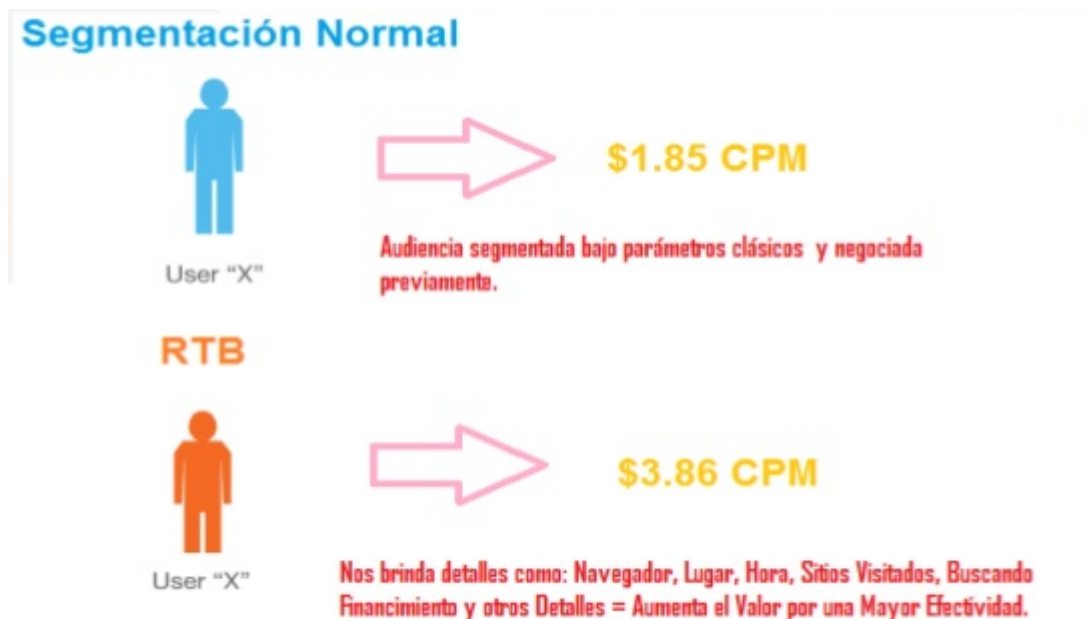 Segmentación Normal
$1.85 CPM
Audiencia segmentada bajo parámetros clásicos y negociada
previamente.
User “X”
RTB
$3.86 CPM
User “X”
Nos brinda detalles como: Navegador, Lugar, Hora, Sitios Visitados, Buscando
Financimiento y otros Detalles = Aumenta el Valor por una Mayor Efectividad.